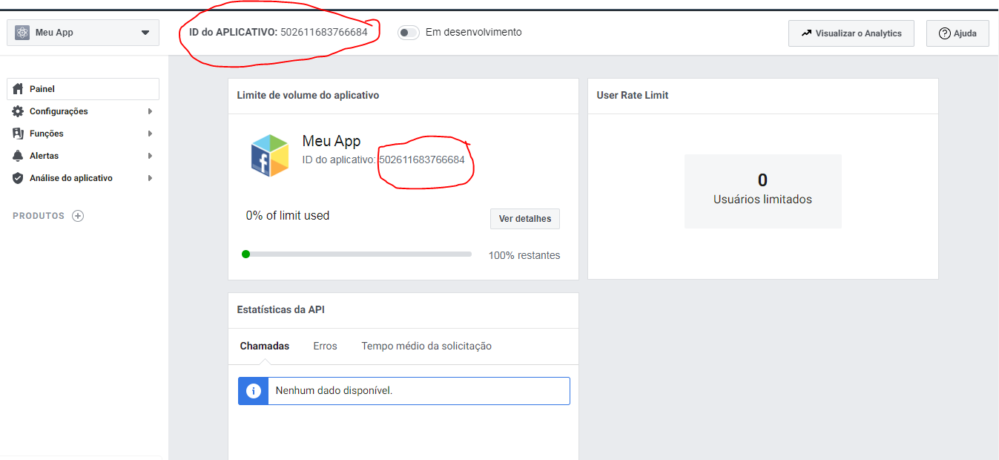 Meu App
ID do APLICATIVO: 502611683766684
Em desenvolvimento
Visualizar o Analytics
Ajuda
Painel
Configurações
Funções
Alertas
Análise do aplicativo
PRODUTOS
Limite de volume do aplicativo
Meu App
ID do aplicativo: 502611683766684
0% of limit used
Ver detalhes
100% restantes
User Rate Limit
0
Usuários limitados
Estatísticas da API
Chamadas Erros Tempo médio da solicitação
Nenhum dado disponível.